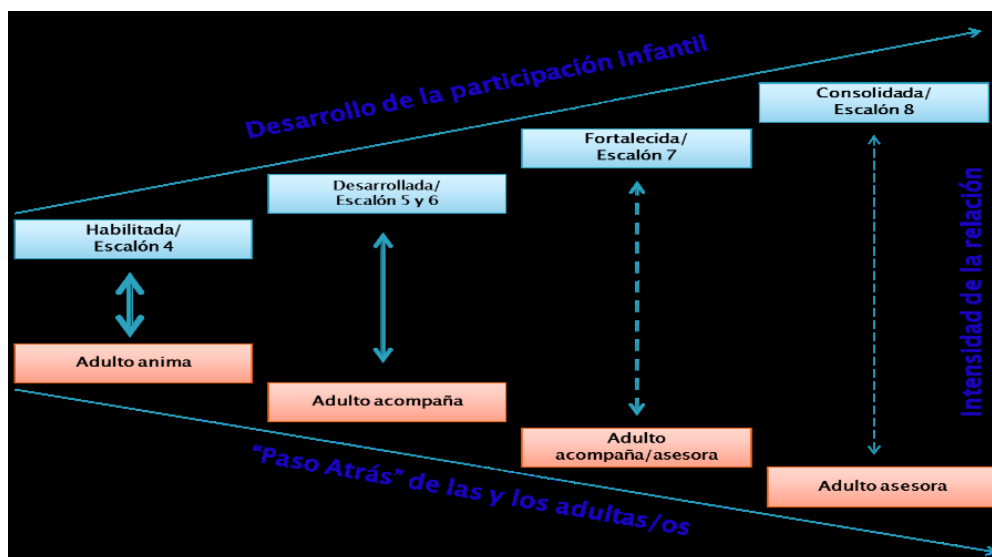 Desarrollo de la participación Infantil
Consolidada/
Escalón 8
Fortalecida/
Escalón 7
Desarrollada/
Escalón 5 y 6
Habilitada/
Escalón 4
Intensidad de la relación
Adulto anima
Adulto acompaña
Adulto
acompaña/asesora
Adulto asesora
"Paso Atrás" de las y los adultas/os